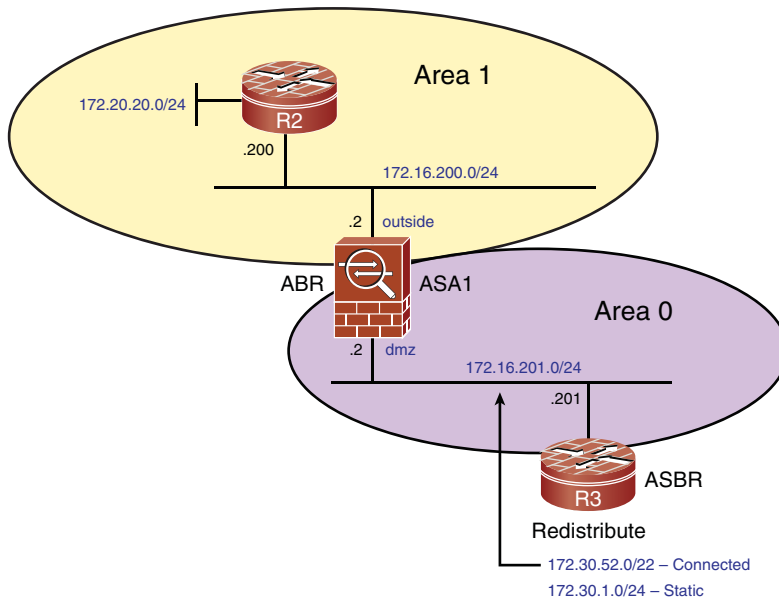 Area 1
172.20.20.0/24
R2
.200
172.16.200.0/24
.2 outside
ABR ASA1
Area 0
.2 dmz
172.16.201.0/24
.201
R3 ASBR
Redistribute
172.30.52.0/22 – Connected
172.30.1.0/24 – Static